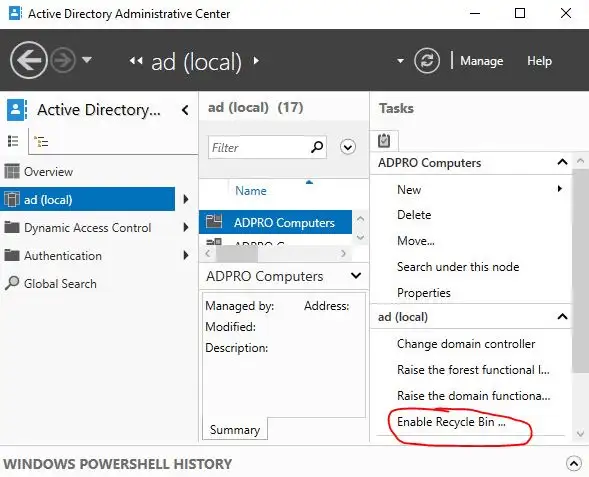 Active Directory Administrative Center
ad (local)
Manage
Help
Active Directory...
Overview
ad (local)
Dynamic Access Control
Authentication
Global Search
ad (local) (17)
Filter
Name
ADPRO Computers
ADPRO Computers
Managed by:
Address:
Modified:
Description:
Summary
Tasks
ADPRO Computers
New
Delete
Move...
Search under this node
Properties
ad (local)
Change domain controller
Raise the forest functional l...
Raise the domain functiona...
Enable Recycle Bin ...
WINDOWS POWERSHELL HISTORY